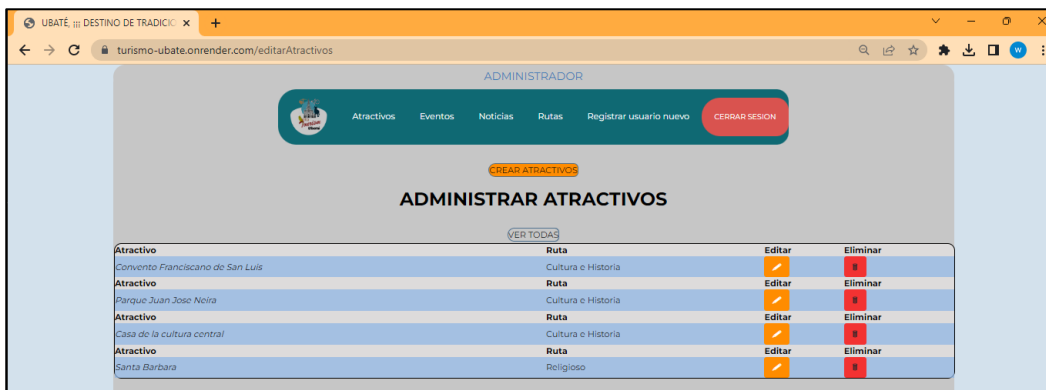 UBATÉ, ¡¡¡ DESTINO DE TRADICIO
turismo-ubate.onrender.com/editarAtractivos
W
ADMINISTRADOR
Atractivos Eventos Noticias Rutas Registrar usuario nuevo CERRAR SESION
CREAR ATRACTIVOS
ADMINISTRAR ATRACTIVOS
VER TODAS
Atractivo Ruta Editar Eliminar
Convento Franciscano de San Luis Cultura e Historia
Atractivo Ruta Editar Eliminar
Parque Juan Jose Neira Cultura e Historia
Atractivo Ruta Editar Eliminar
Casa de la cultura central Cultura e Historia
Atractivo Ruta Editar Eliminar
Santa Barbara Religioso